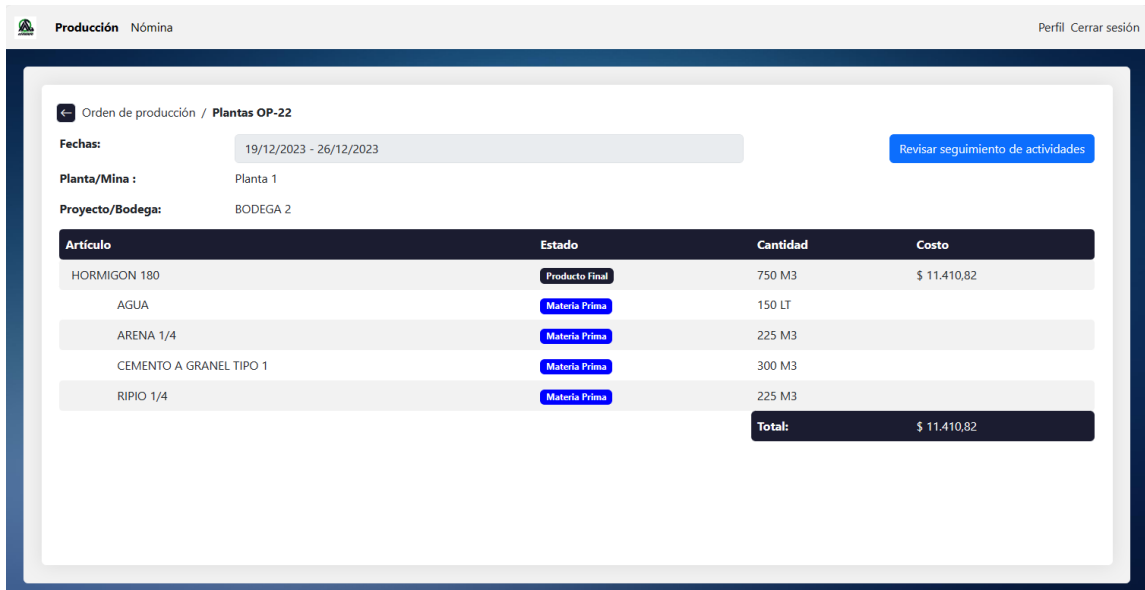 Producción Nómina Perfil Cerrar sesión
Orden de producción / Plantas OP-22
Fechas: 19/12/2023 - 26/12/2023 Revisar seguimiento de actividades
Planta/Mina : Planta 1
Proyecto/Bodega: BODEGA 2
Artículo Estado Cantidad Costo
HORMIGON 180 Producto Final 750 M3 $ 11.410,82
AGUA Materia Prima 150 LT
ARENA 1/4 Materia Prima 225 M3
CEMENTO A GRANEL TIPO 1 Materia Prima 300 M3
RIPIO 1/4 Materia Prima 225 M3
Total: $ 11.410,82